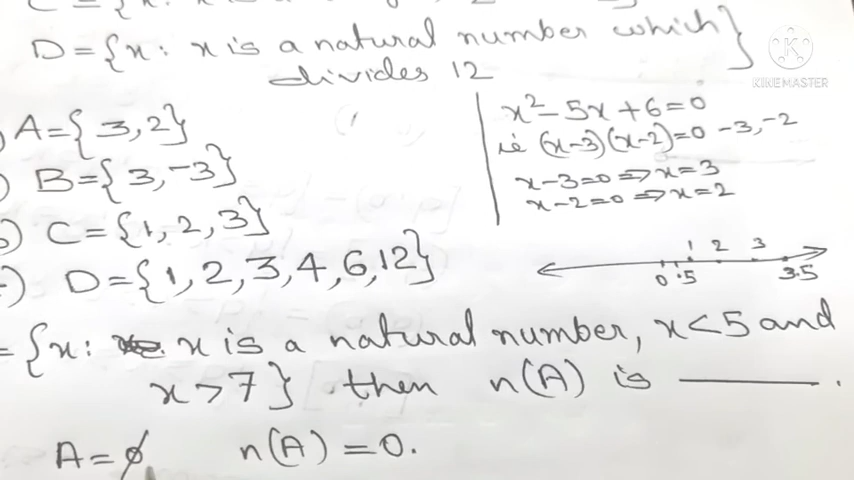 D = {x: x is a natural number which}
divides 12
KINEMASTER
A = {3, 2}
B = {3, -3}
C = {1, 2, 3}
D = {1, 2, 3, 4, 6, 12}
x² - 5x + 6 = 0
ie (x-3)(x-2) = 0 -3, -2
x-3=0 ⇒ x=3
x-2=0 ⇒ x=2
1 2 3
0 .5 3.5
= {x: x is a natural number, x < 5 and
x > 7} then n(A) is ____.
A = ϕ n(A) = 0.